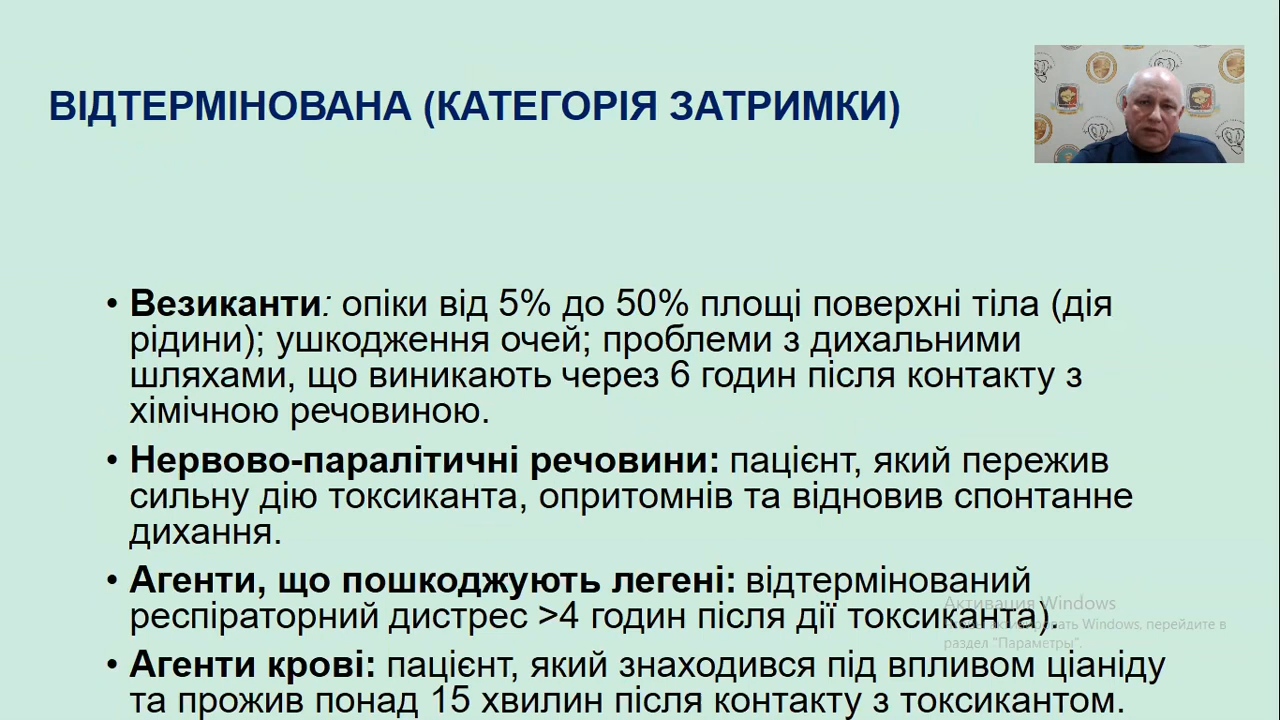 ВІДТЕРМІНОВАНА (КАТЕГОРІЯ ЗАТРИМКИ)
• Везиканти: опіки від 5% до 50% площі поверхні тіла (дія
рідини); ушкодження очей; проблеми з дихальними
шляхами, що виникають через 6 годин після контакту з
хімічною речовиною.
• Нервово-паралітичні речовини: пацієнт, який пережив
сильну дію токсиканта, опритомнів та відновив спонтанне
дихання.
• Агенти, що пошкоджують легені: відтермінований
респіраторний дистрес >4 годин після дії токсиканта).
Активация Windows
активировать Windows, перейдите в
раздел "Параметры".
• Агенти крові: пацієнт, який знаходився під впливом ціаніду
та прожив понад 15 хвилин після контакту з токсикантом.